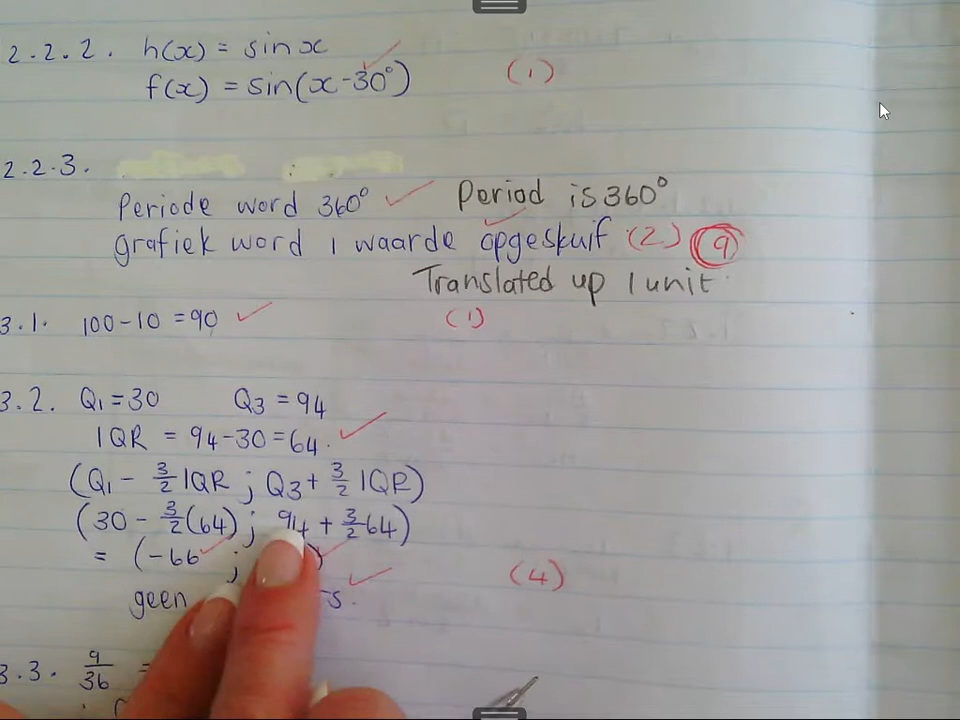 2.2.2. h(x) = sin x
f(x) = sin(x-30°) (1)
2.2.3.
Periode word 360° Period is 360°
grafiek word 1 waarde opgeskuif (2) 9
Translated up 1 unit
3.1. 100-10 = 90 (1)
3.2. Q1 = 30 Q3 = 94
IQR = 94-30 = 64.
(Q1 - 3/2 IQR ; Q3 + 3/2 IQR)
(30 - 3/2(64) ; 94 + 3/2 64)
= (-66 ; )
geen s. (4)
3.3. 9/36 =